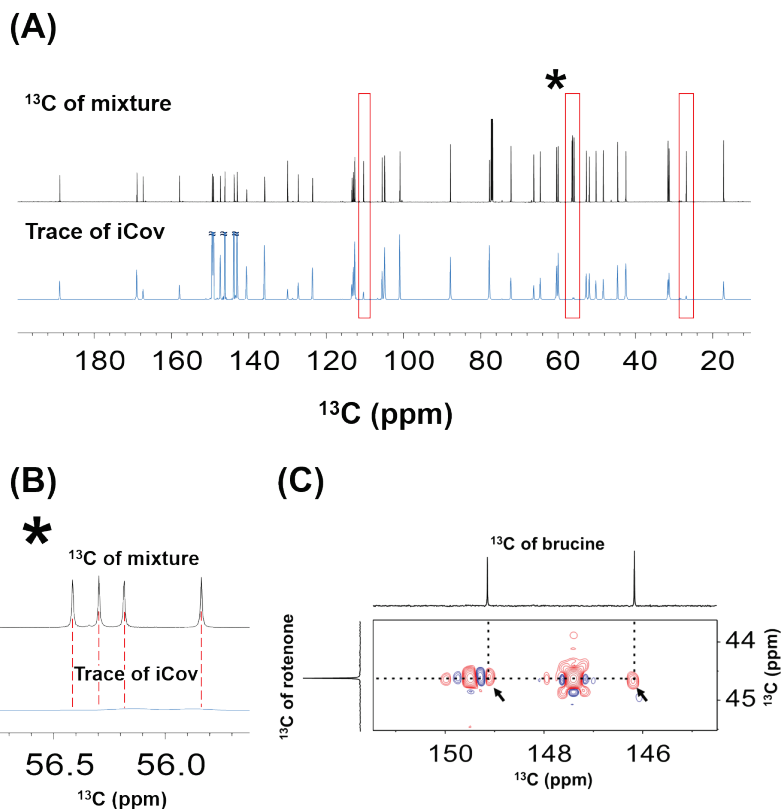 (A)
*
¹³C of mixture
Trace of iCov
≈ ≈ ≈
180 160 140 120 100 80 60 40 20
¹³C (ppm)
(B)
*
¹³C of mixture
Trace of iCov
56.5 56.0
¹³C (ppm)
(C)
¹³C of brucine
¹³C of rotenone
44
45
¹³C (ppm)
150 148 146
¹³C (ppm)